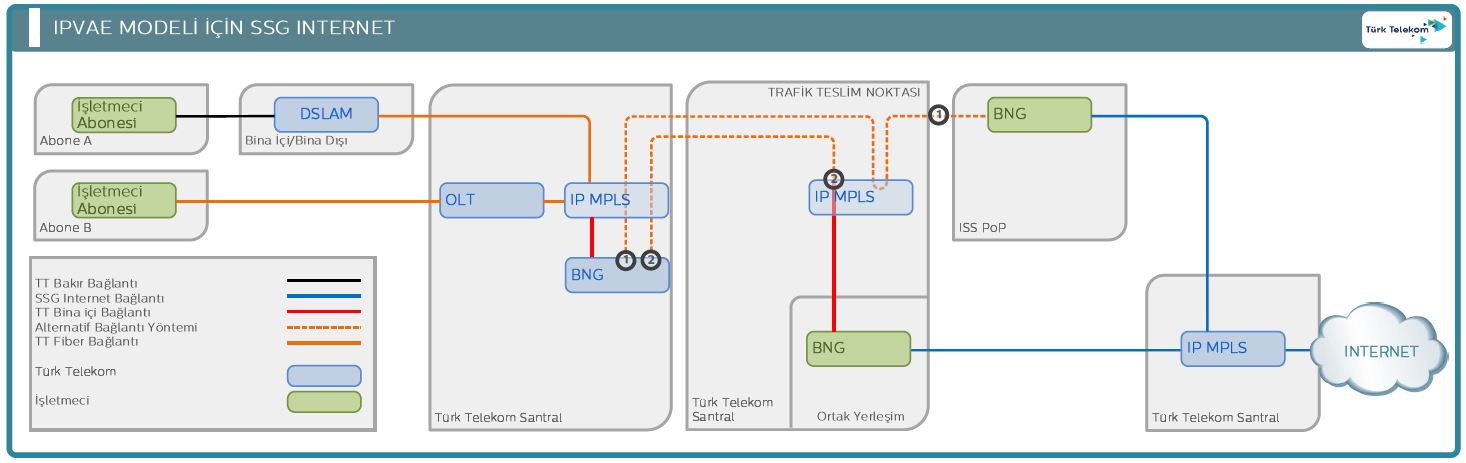 IPVAE MODELİ İÇİN SSG INTERNET
Türk Telekom
İşletmeci
Abonesi
Abone A
DSLAM
Bina İçi/Bina Dışı
İşletmeci
Abonesi
Abone B
OLT
IP MPLS
BNG
1
2
Türk Telekom Santral
TRAFİK TESLİM NOKTASI
2
IP MPLS
BNG
Ortak Yerleşim
Türk Telekom
Santral
1
BNG
ISS PoP
IP MPLS
Türk Telekom Santral
INTERNET
TT Bakır Bağlantı
SSG Internet Bağlantı
TT Bina içi Bağlantı
Alternatif Bağlantı Yöntemi
TT Fiber Bağlantı
Türk Telekom
İşletmeci